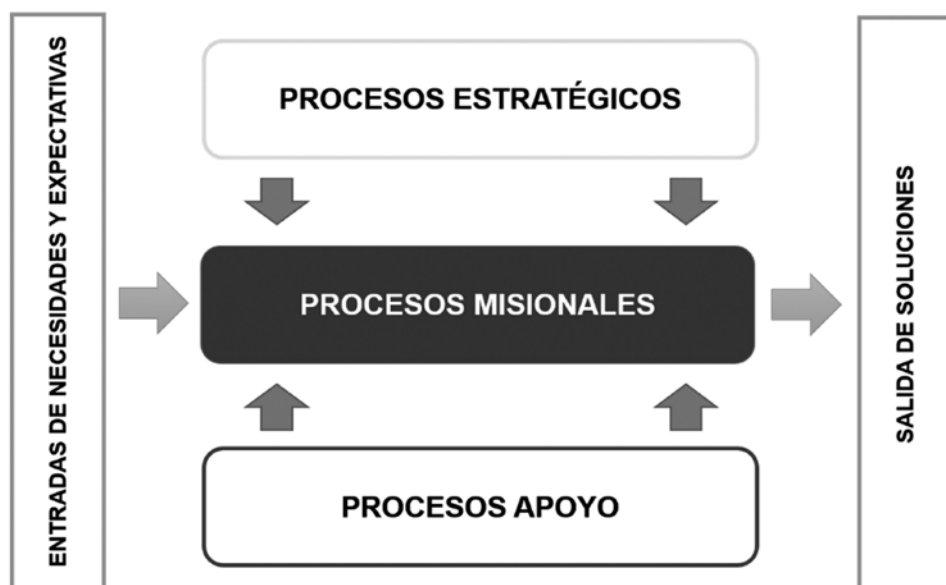 ENTRADAS DE NECESIDADES Y EXPECTATIVAS
PROCESOS ESTRATÉGICOS
PROCESOS MISIONALES
PROCESOS APOYO
SALIDA DE SOLUCIONES